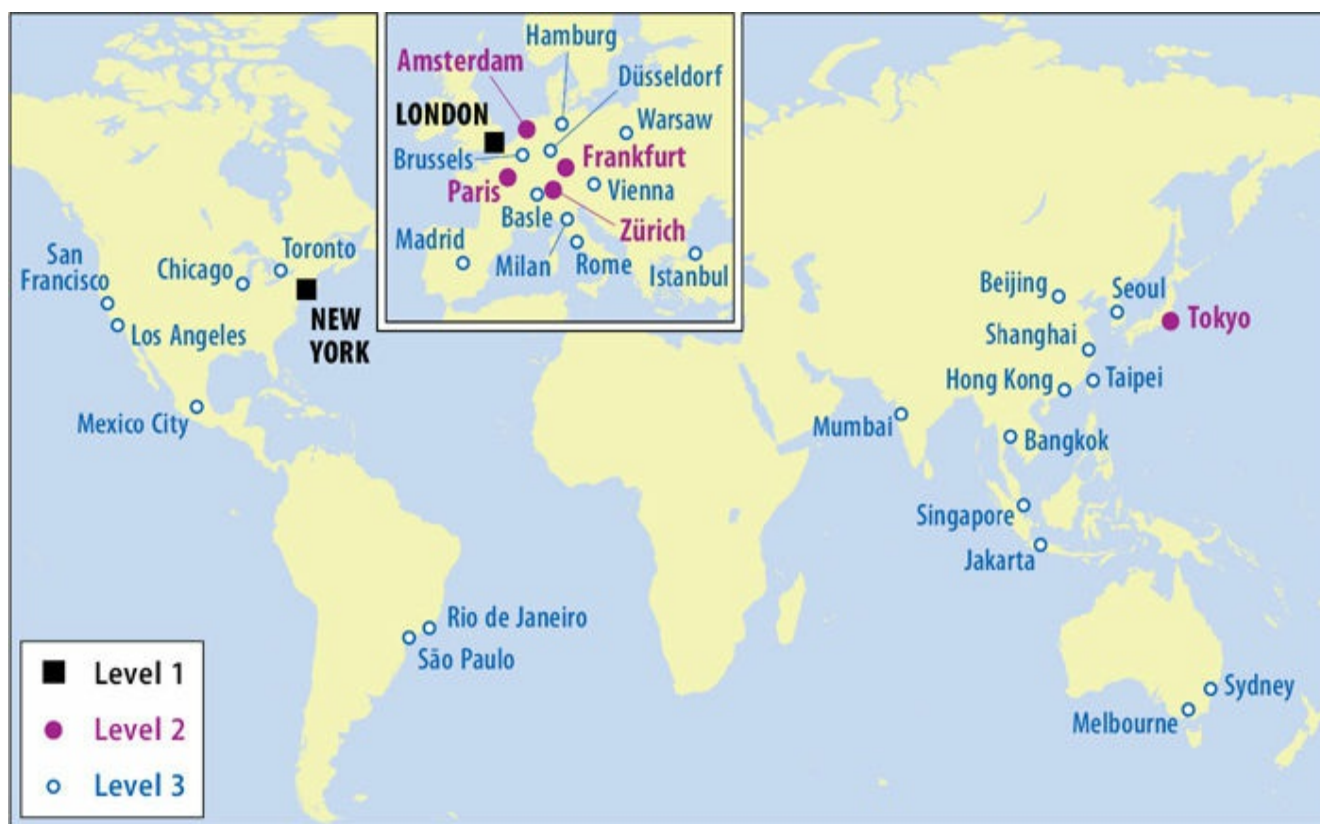 Hamburg
Amsterdam
Düsseldorf
LONDON
Warsaw
Brussels
Frankfurt
Paris
Vienna
Basle
Zürich
Madrid
Milan
Rome
Istanbul
San
Francisco
Chicago
Toronto
Los Angeles
NEW
YORK
Mexico City
Beijing
Seoul
Shanghai
Tokyo
Hong Kong
Taipei
Mumbai
Bangkok
Singapore
Jakarta
Rio de Janeiro
São Paulo
Sydney
Melbourne
Level 1
Level 2
Level 3